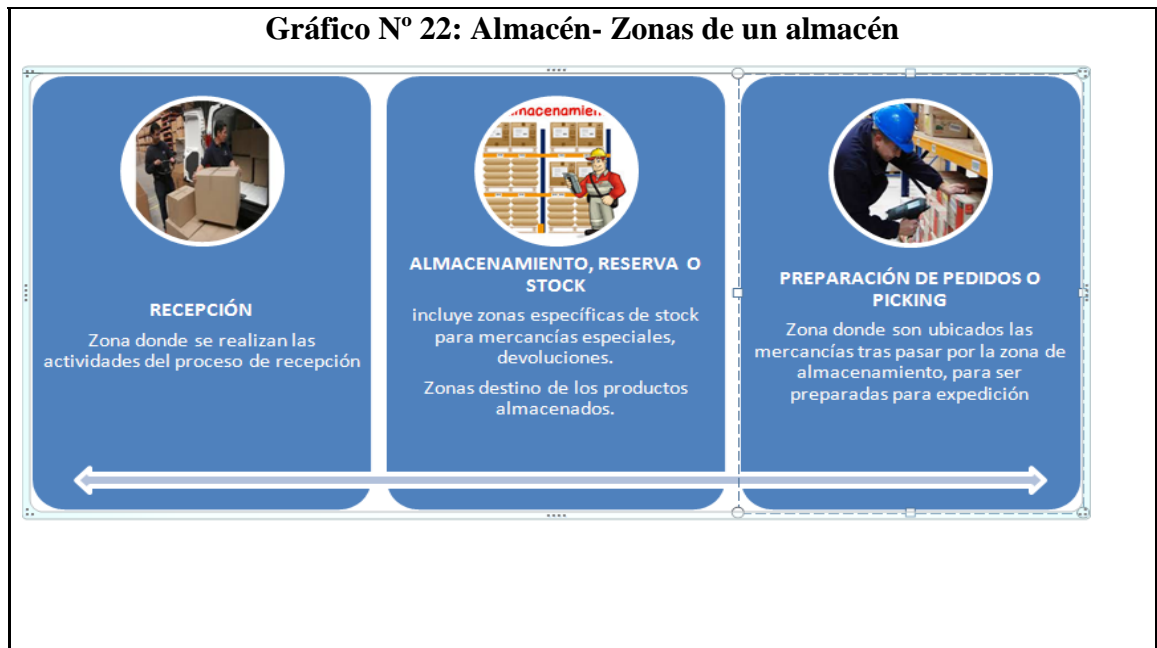 Gráfico Nº 22: Almacén- Zonas de un almacén
RECEPCIÓN
Zona donde se realizan las
actividades del proceso de recepción
macenamien
ALMACENAMIENTO, RESERVA O
STOCK
incluye zonas específicas de stock
para mercancías especiales,
devoluciones.
Zonas destino de los productos
almacenados.
PREPARACIÓN DE PEDIDOS O
PICKING
Zona donde son ubicados las
mercancías tras pasar por la zona de
almacenamiento, para ser
preparadas para expedición